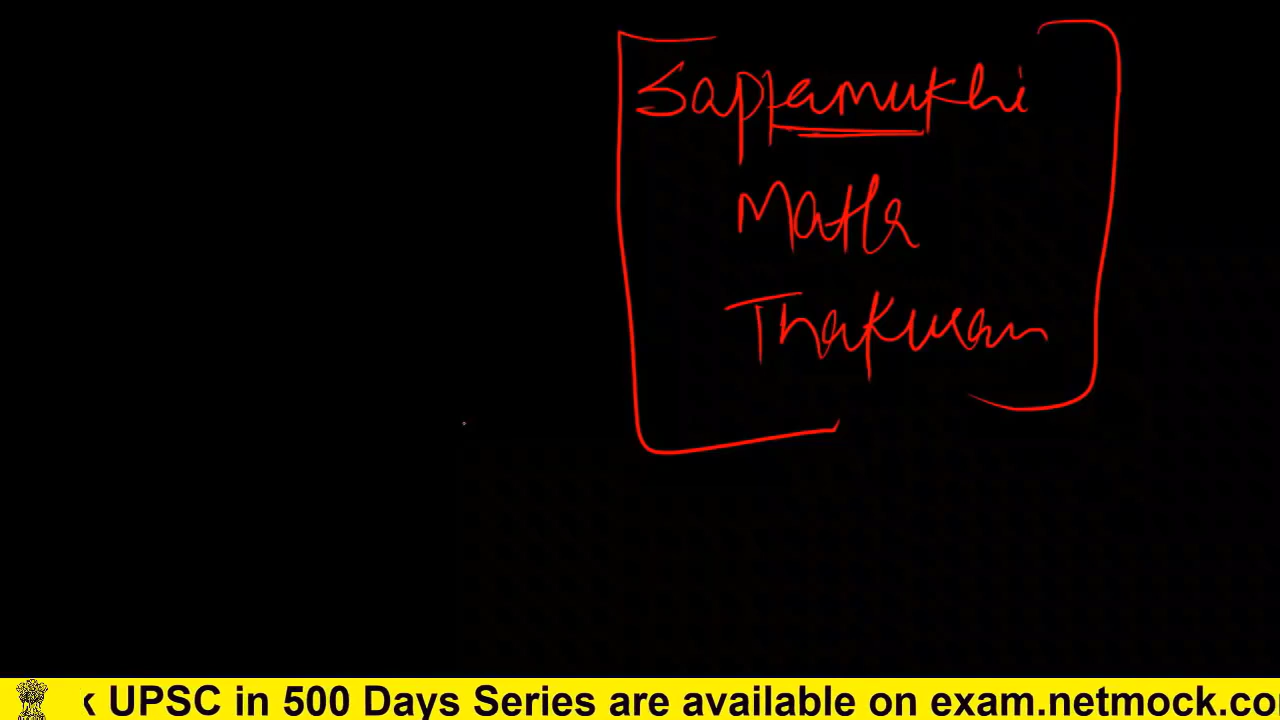 Saptamukhi
Matla
Thakuran
x UPSC in 500 Days Series are available on exam.netmock.co